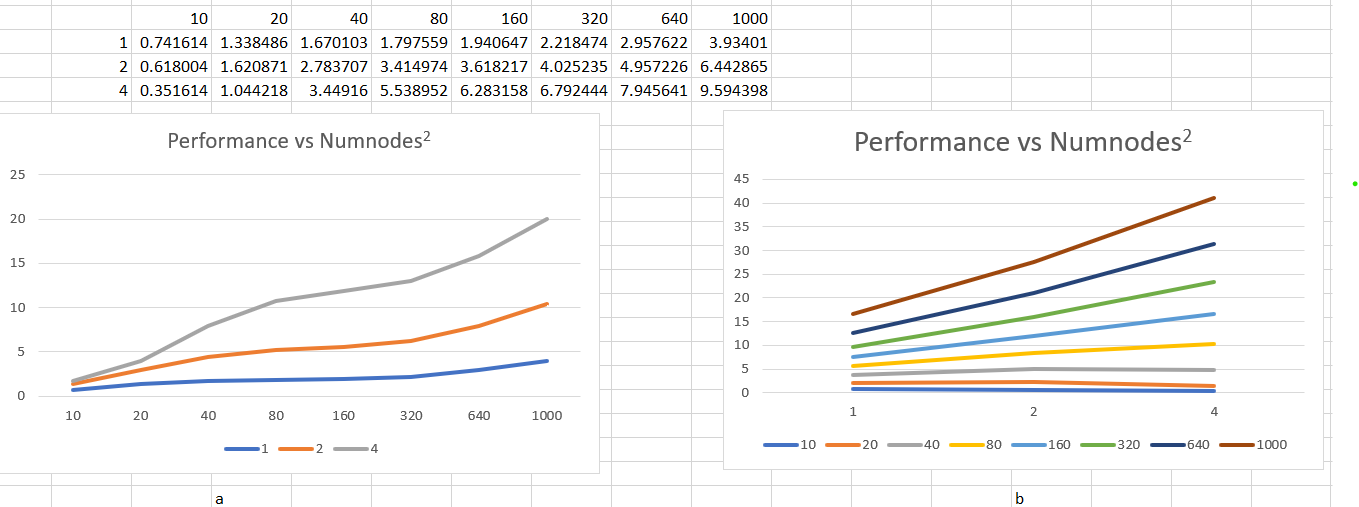 10 20 40 80 160 320 640 1000
1 0.741614 1.338486 1.670103 1.797559 1.940647 2.218474 2.957622 3.93401
2 0.618004 1.620871 2.783707 3.414974 3.618217 4.025235 4.957226 6.442865
4 0.351614 1.044218 3.44916 5.538952 6.283158 6.792444 7.945641 9.594398
Performance vs Numnodes²
25
20
15
10
5
0
10 20 40 80 160 320 640 1000
1 2 4
a
Performance vs Numnodes²
45
40
35
30
25
20
15
10
5
0
1 2 4
10 20 40 80 160 320 640 1000
b